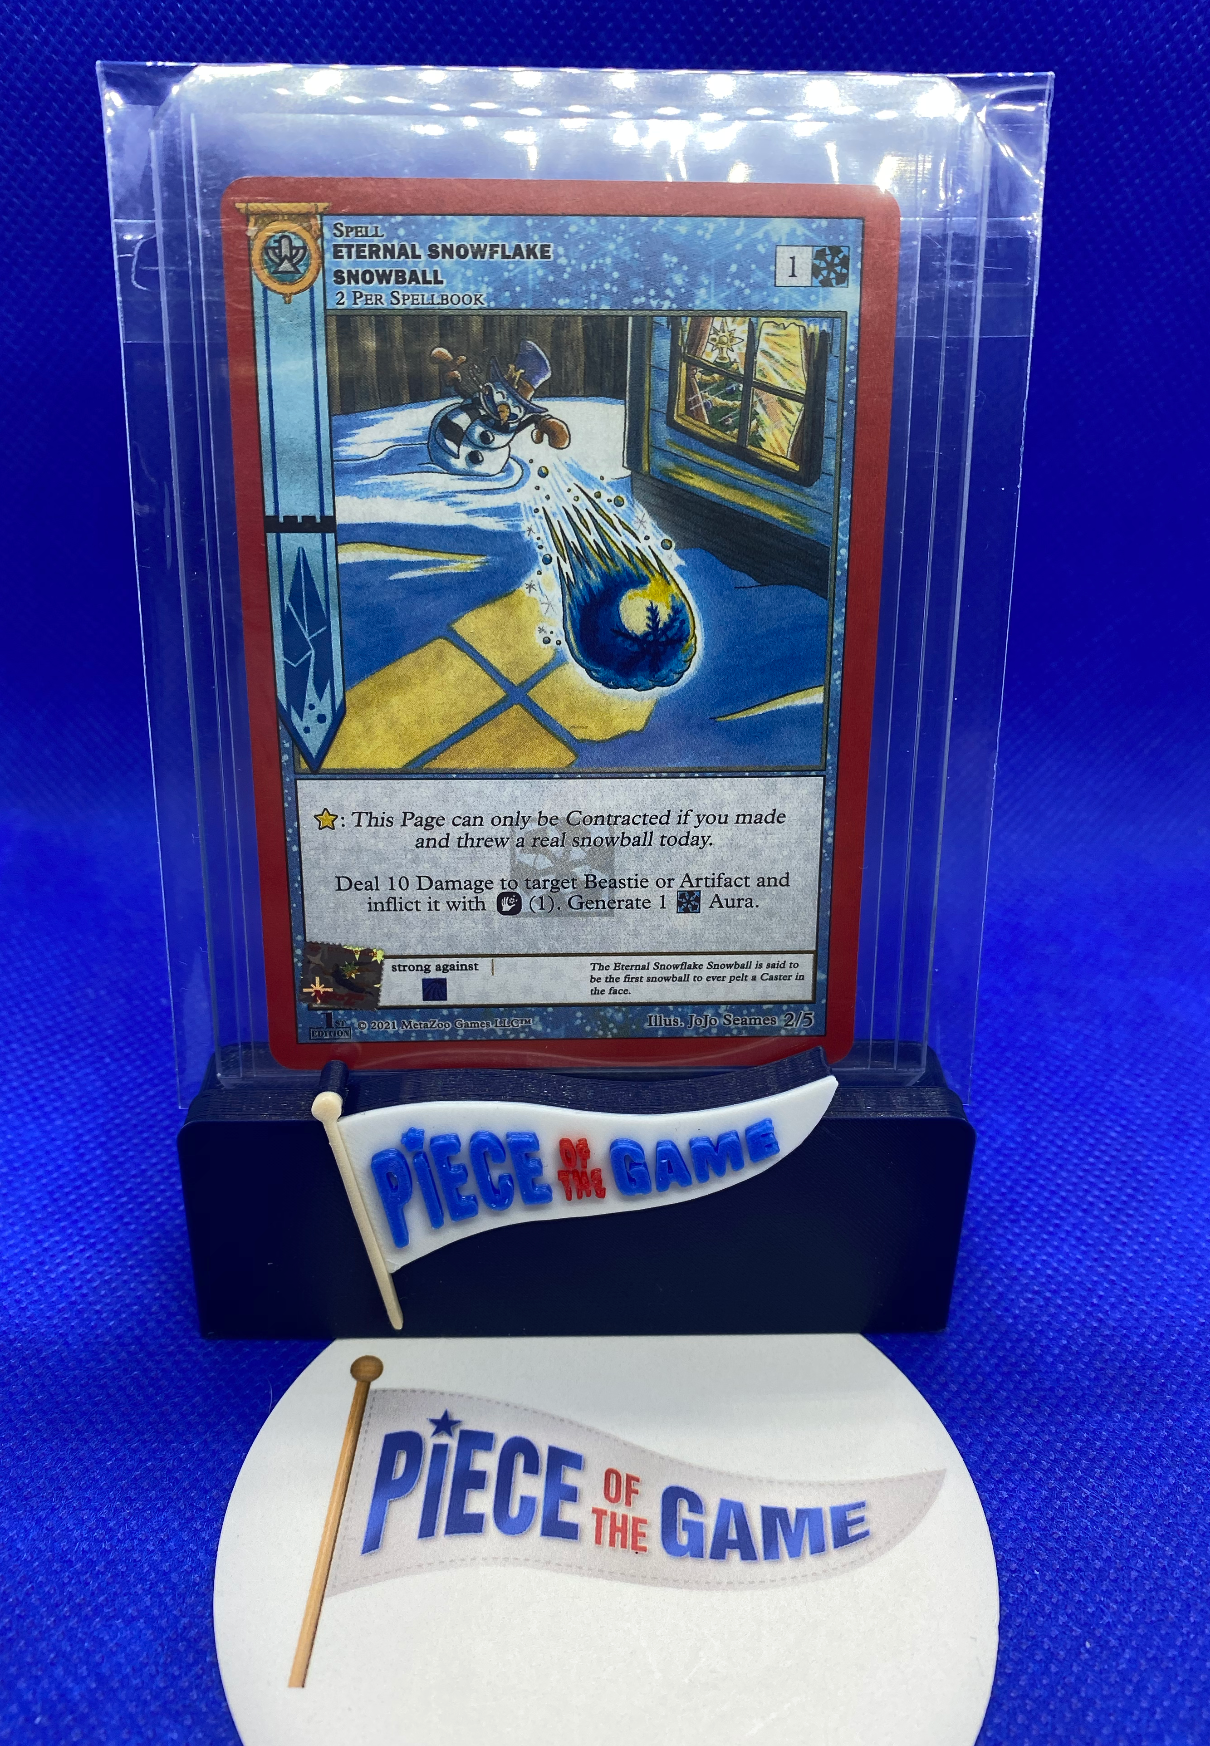 SPELL
ETERNAL SNOWFLAKE
SNOWBALL
2 PER SPELLBOOK
1
: This Page can only be Contracted if you made
and threw a real snowball today.
Deal 10 Damage to target Beastie or Artifact and
inflict it with (1). Generate 1 Aura.
strong against
The Eternal Snowflake Snowball is said to
be the first snowball to ever pelt a Caster in
the face.
1ST
EDITION
© 2021 MetaZoo Games LLC™
Illus. JoJo Seames 2/5
PiECE OF THE GAME
PiECE OF THE GAME